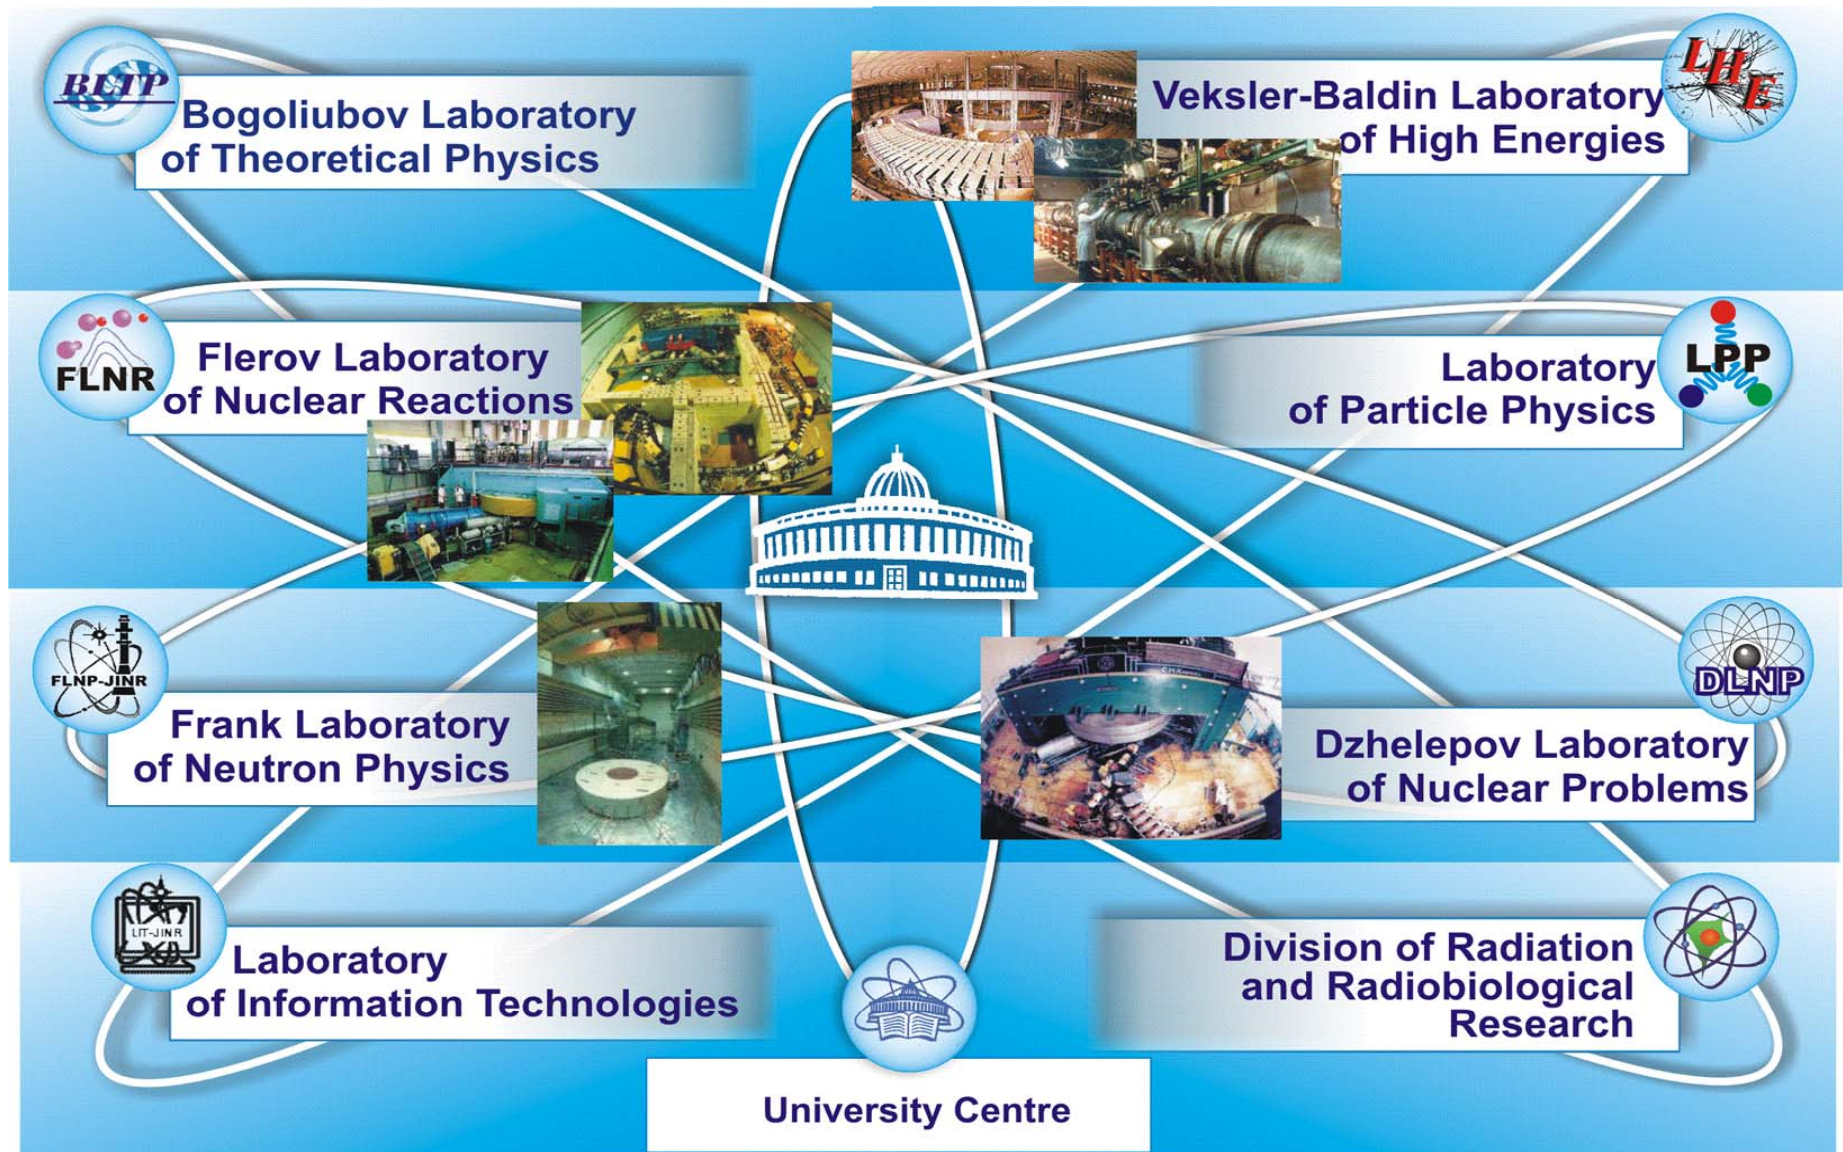 BLTP
Bogoliubov Laboratory
of Theoretical Physics
Veksler-Baldin Laboratory
of High Energies
LHE
FLNR
Flerov Laboratory
of Nuclear Reactions
Laboratory
of Particle Physics
LPP
FLNP-JINR
Frank Laboratory
of Neutron Physics
Dzhelepov Laboratory
of Nuclear Problems
DLNP
LIT-JINR
Laboratory
of Information Technologies
Division of Radiation
and Radiobiological
Research
University Centre